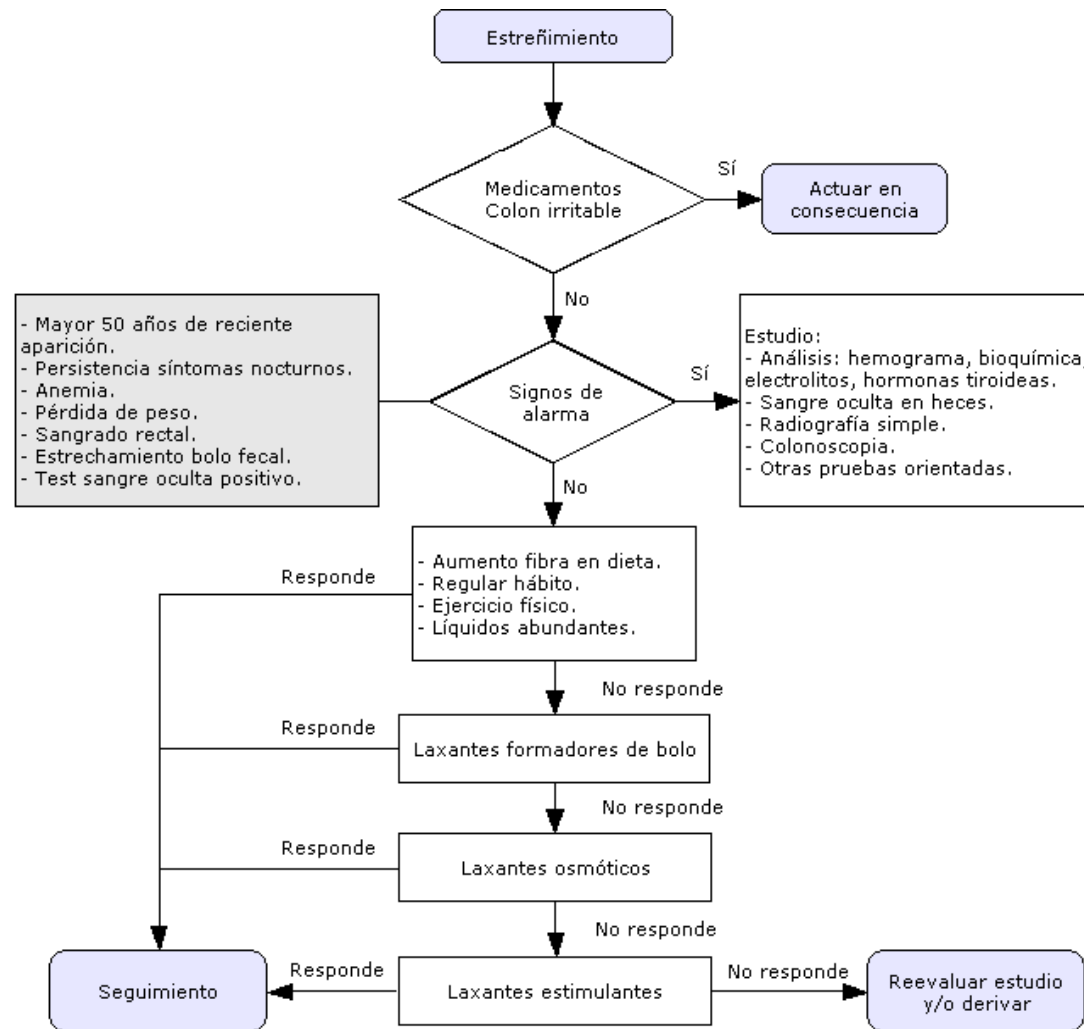 Estreñimiento
Medicamentos
Colon irritable
Sí
Actuar en
consecuencia
No
- Mayor 50 años de reciente
aparición.
- Persistencia síntomas nocturnos.
- Anemia.
- Pérdida de peso.
- Sangrado rectal.
- Estrechamiento bolo fecal.
- Test sangre oculta positivo.
Signos de
alarma
Sí
Estudio:
- Análisis: hemograma, bioquímica,
electrolitos, hormonas tiroideas.
- Sangre oculta en heces.
- Radiografía simple.
- Colonoscopia.
- Otras pruebas orientadas.
No
- Aumento fibra en dieta.
- Regular hábito.
- Ejercicio físico.
- Líquidos abundantes.
Responde
No responde
Responde
Laxantes formadores de bolo
No responde
Responde
Laxantes osmóticos
No responde
Seguimiento
Responde
Laxantes estimulantes
No responde
Reevaluar estudio
y/o derivar